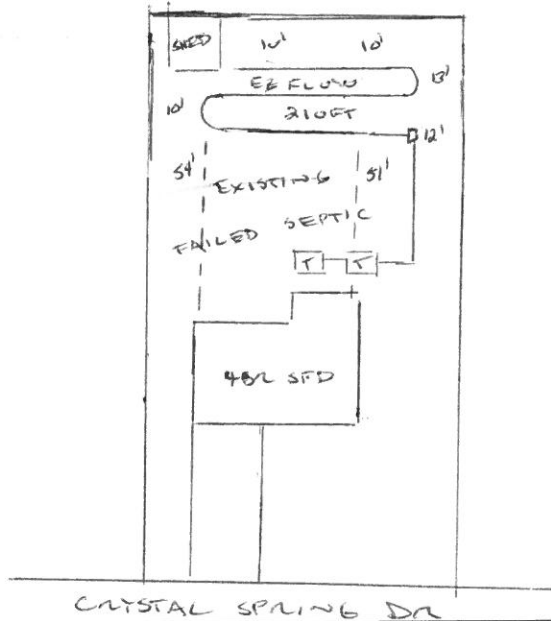 SHED
10'
10'
EZ FLOW
13'
10'
210FT
12'
54'
EXISTING
51'
FAILED SEPTIC
T
T
4BR SFD
CRYSTAL SPRING DR